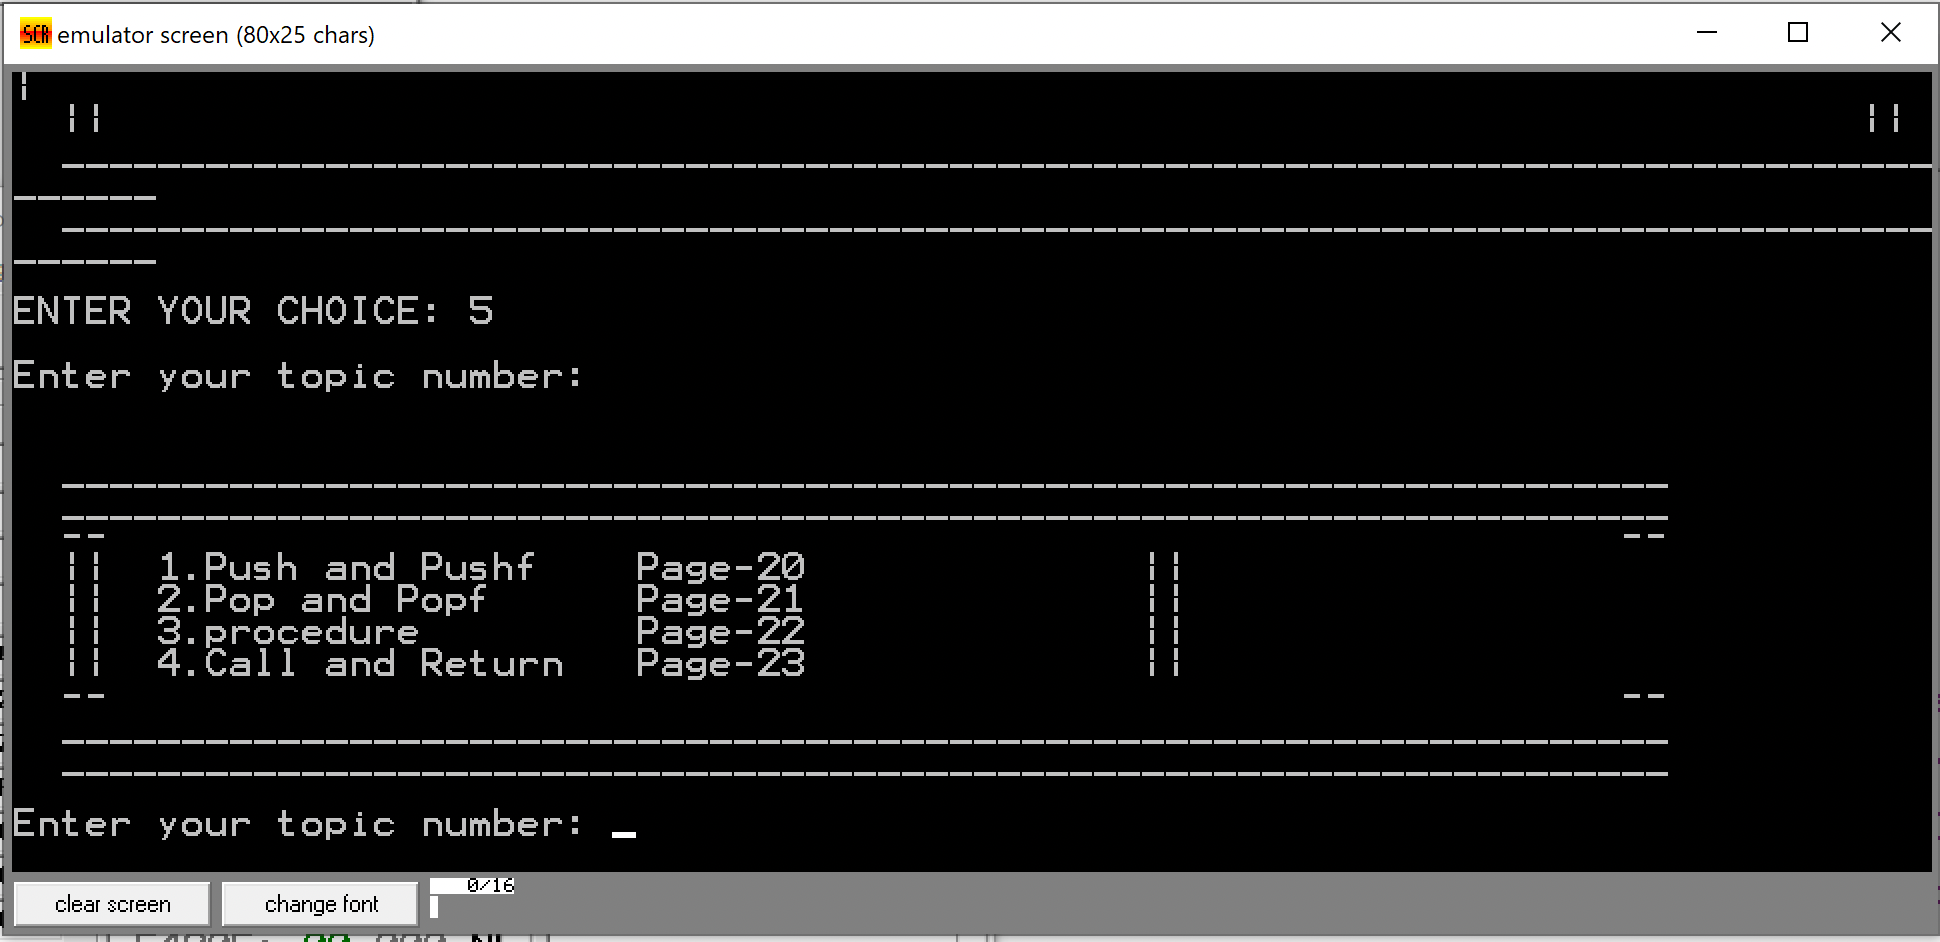 SCR emulator screen (80x25 chars)
ENTER YOUR CHOICE: 5
Enter your topic number:
1.Push and Pushf Page-20
2.Pop and Popf Page-21
3.procedure Page-22
4.Call and Return Page-23
Enter your topic number: _
clear screen change font 0/16